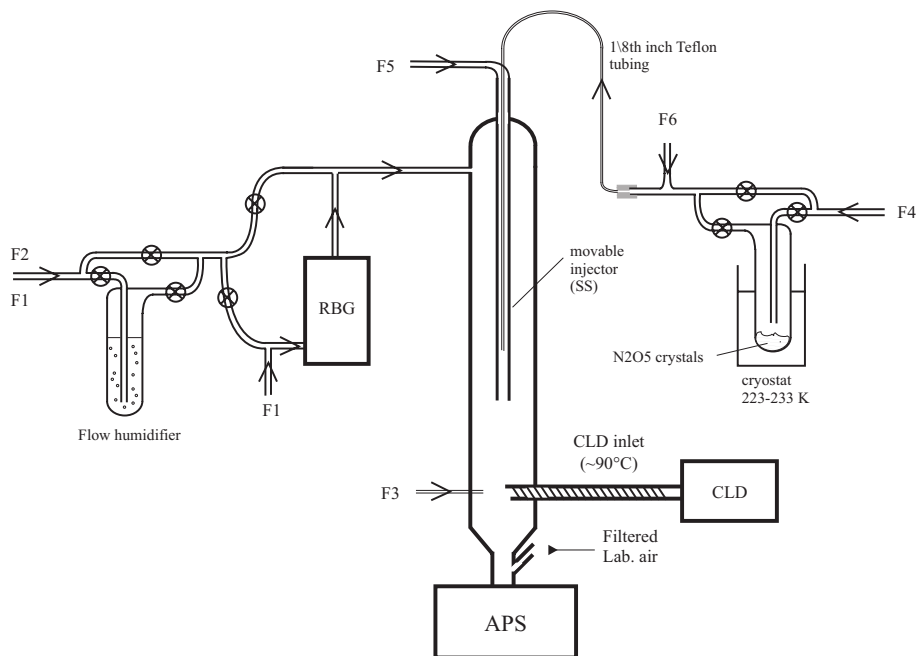 1\8th inch Teflon
tubing
F5
F6
F4
F2
F1
movable
injector
(SS)
RBG
N2O5 crystals
cryostat
223-233 K
F1
Flow humidifier
CLD inlet
(~90°C)
F3
CLD
Filtered
Lab. air
APS